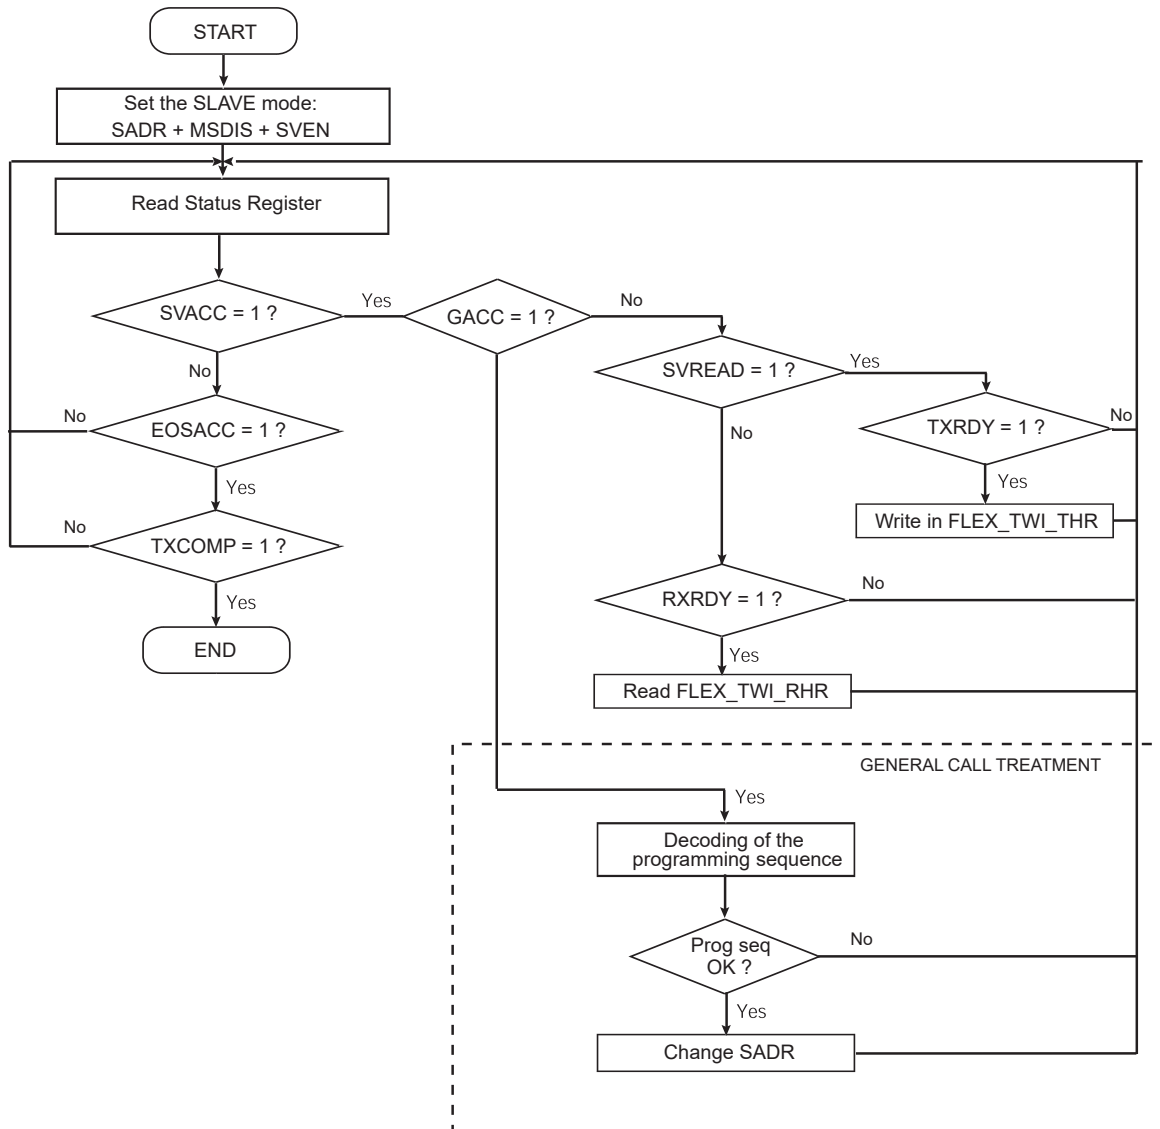 START
Set the SLAVE mode:
SADR + MSDIS + SVEN
Read Status Register
SVACC = 1 ?
Yes
GACC = 1 ?
No
SVREAD = 1 ?
Yes
No
EOSACC = 1 ?
No
TXRDY = 1 ?
No
No
Yes
Yes
Write in FLEX_TWI_THR
TXCOMP = 1 ?
No
Yes
RXRDY = 1 ?
No
END
Yes
Read FLEX_TWI_RHR
GENERAL CALL TREATMENT
Yes
Decoding of the
programming sequence
Prog seq
OK ?
No
Yes
Change SADR